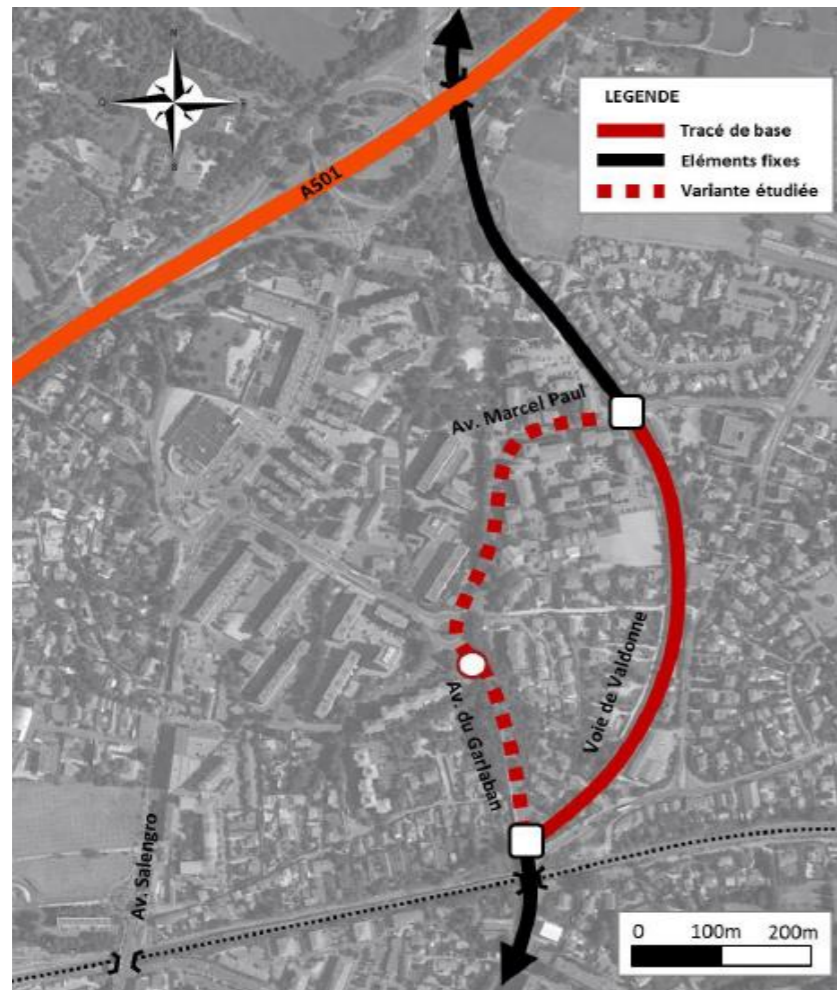 N
O
E
S
A501
LEGENDE
Tracé de base
Eléments fixes
Variante étudiée
Av. Marcel Paul
Voie de Valdonne
Av. du Garlaban
Av. Salengro
0 100m 200m